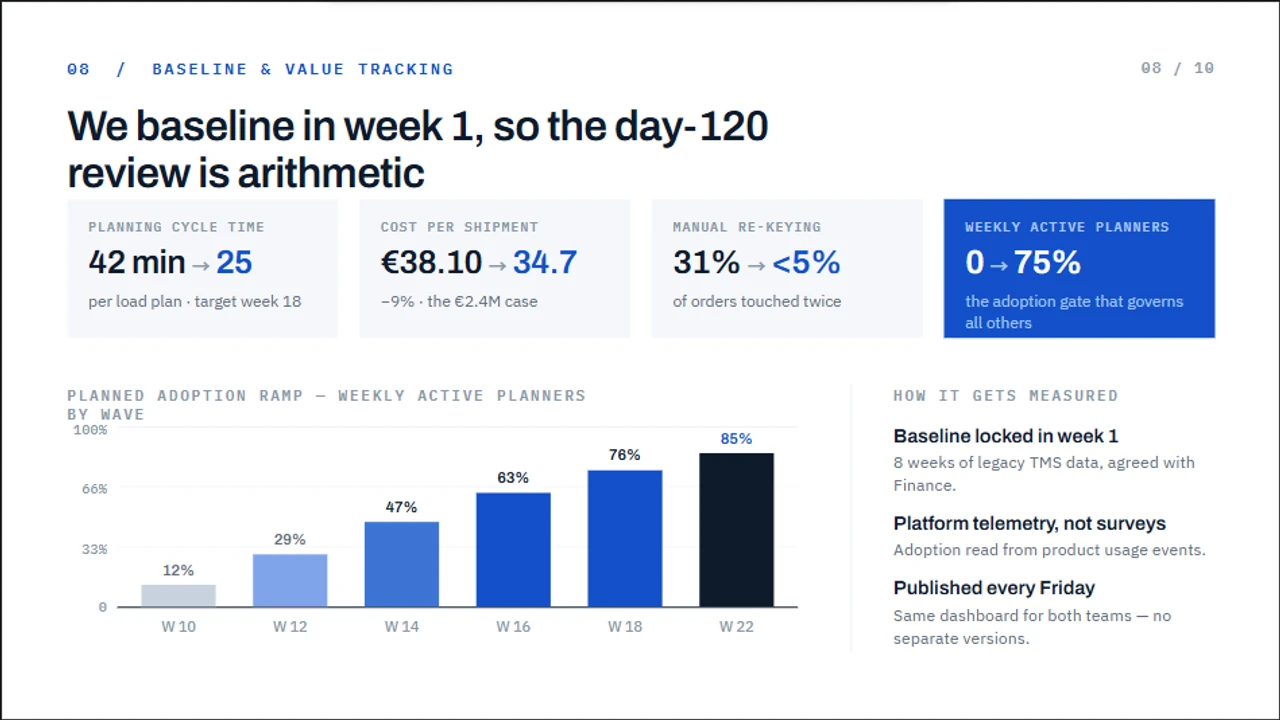 08 / BASELINE & VALUE TRACKING
08 / 10
We baseline in week 1, so the day-120
review is arithmetic
PLANNING CYCLE TIME
42 min → 25
per load plan · target week 18
COST PER SHIPMENT
€38.10 → 34.7
−9% · the €2.4M case
MANUAL RE-KEYING
31% → <5%
of orders touched twice
WEEKLY ACTIVE PLANNERS
0 → 75%
the adoption gate that governs
all others
PLANNED ADOPTION RAMP — WEEKLY ACTIVE PLANNERS
BY WAVE
100%
66%
33%
0
12%
29%
47%
63%
76%
85%
W 10
W 12
W 14
W 16
W 18
W 22
HOW IT GETS MEASURED
Baseline locked in week 1
8 weeks of legacy TMS data, agreed with
Finance.
Platform telemetry, not surveys
Adoption read from product usage events.
Published every Friday
Same dashboard for both teams — no
separate versions.